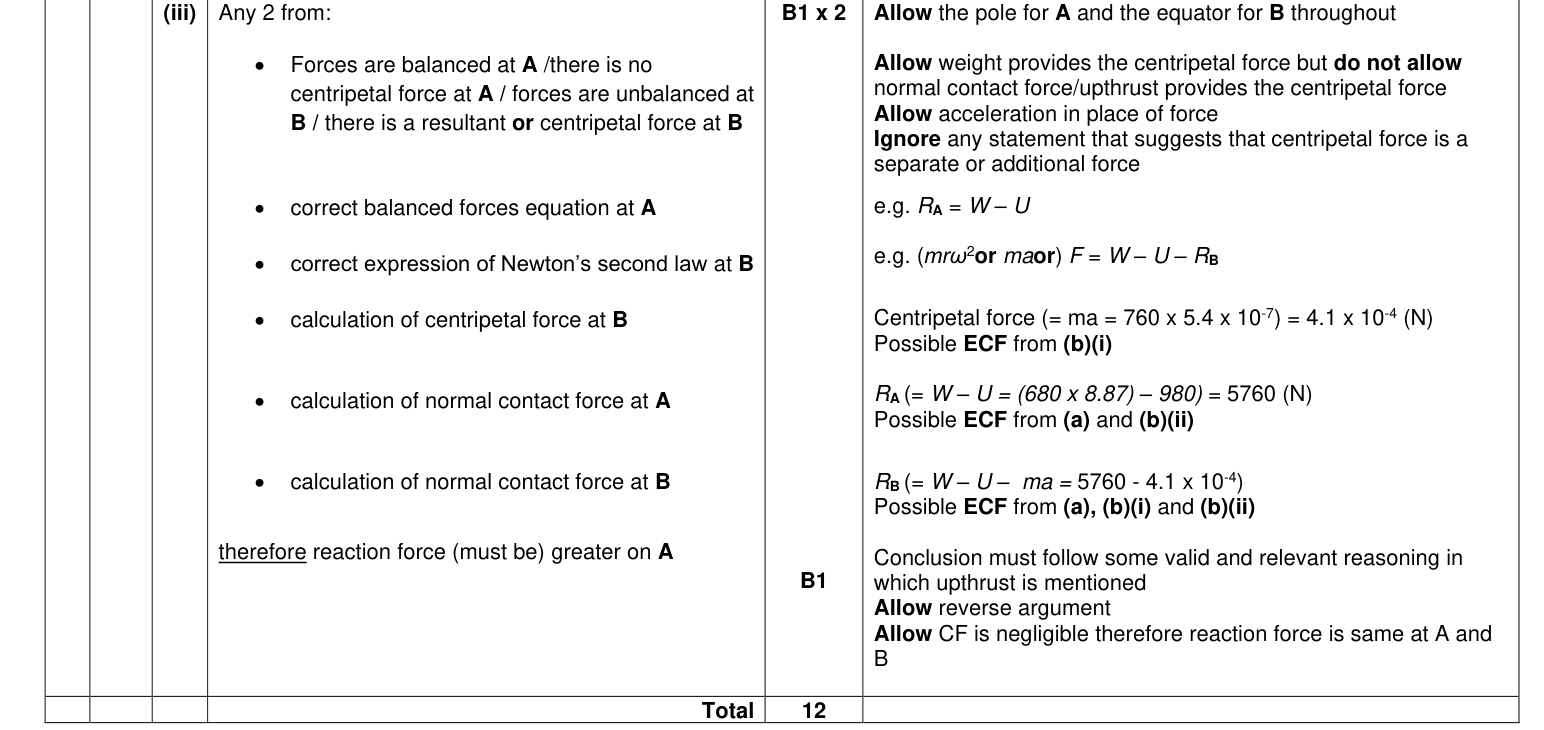 (iii) Any 2 from: B1 x 2 Allow the pole for A and the equator for B throughout
• Forces are balanced at A /there is no
centripetal force at A / forces are unbalanced at
B / there is a resultant or centripetal force at B
Allow weight provides the centripetal force but do not allow
normal contact force/upthrust provides the centripetal force
Allow acceleration in place of force
Ignore any statement that suggests that centripetal force is a
separate or additional force
• correct balanced forces equation at A
e.g. R_A = W – U
• correct expression of Newton's second law at B
e.g. (mrω²or maor) F = W – U – R_B
• calculation of centripetal force at B
Centripetal force (= ma = 760 x 5.4 x 10⁻⁷) = 4.1 x 10⁻⁴ (N)
Possible ECF from (b)(i)
• calculation of normal contact force at A
R_A (= W – U = (680 x 8.87) – 980) = 5760 (N)
Possible ECF from (a) and (b)(ii)
• calculation of normal contact force at B
R_B (= W – U – ma = 5760 - 4.1 x 10⁻⁴)
Possible ECF from (a), (b)(i) and (b)(ii)
therefore reaction force (must be) greater on A
B1
Conclusion must follow some valid and relevant reasoning in
which upthrust is mentioned
Allow reverse argument
Allow CF is negligible therefore reaction force is same at A and
B
Total 12